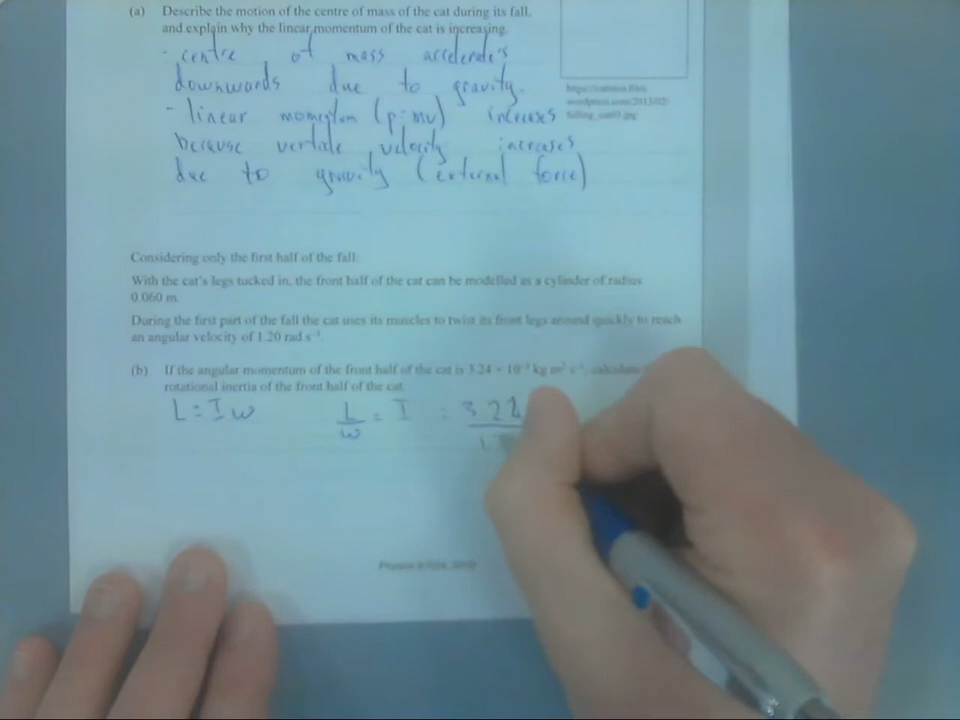 (a) Describe the motion of the centre of mass of the cat during its fall,
and explain why the linear momentum of the cat is increasing.
- centre of mass accelerates
downwards due to gravity.
- linear (p=mv) increases
because velocity increases
due to gravity (external force)
Considering only the first half of the fall:
With the cat's legs tucked in, the front half of the cat can be modelled as a cylinder of radius
0.060 m.
During the first part of the fall the cat uses its muscles to twist its front legs around quickly to reach
an angular velocity of 1.20 rad s⁻¹.
(b) If the angular momentum of the front half of the cat is 3.24 × 10⁻³ kg m² s⁻¹, calculate
rotational inertia of the front half of the cat.
L = Iω L/ω = I =